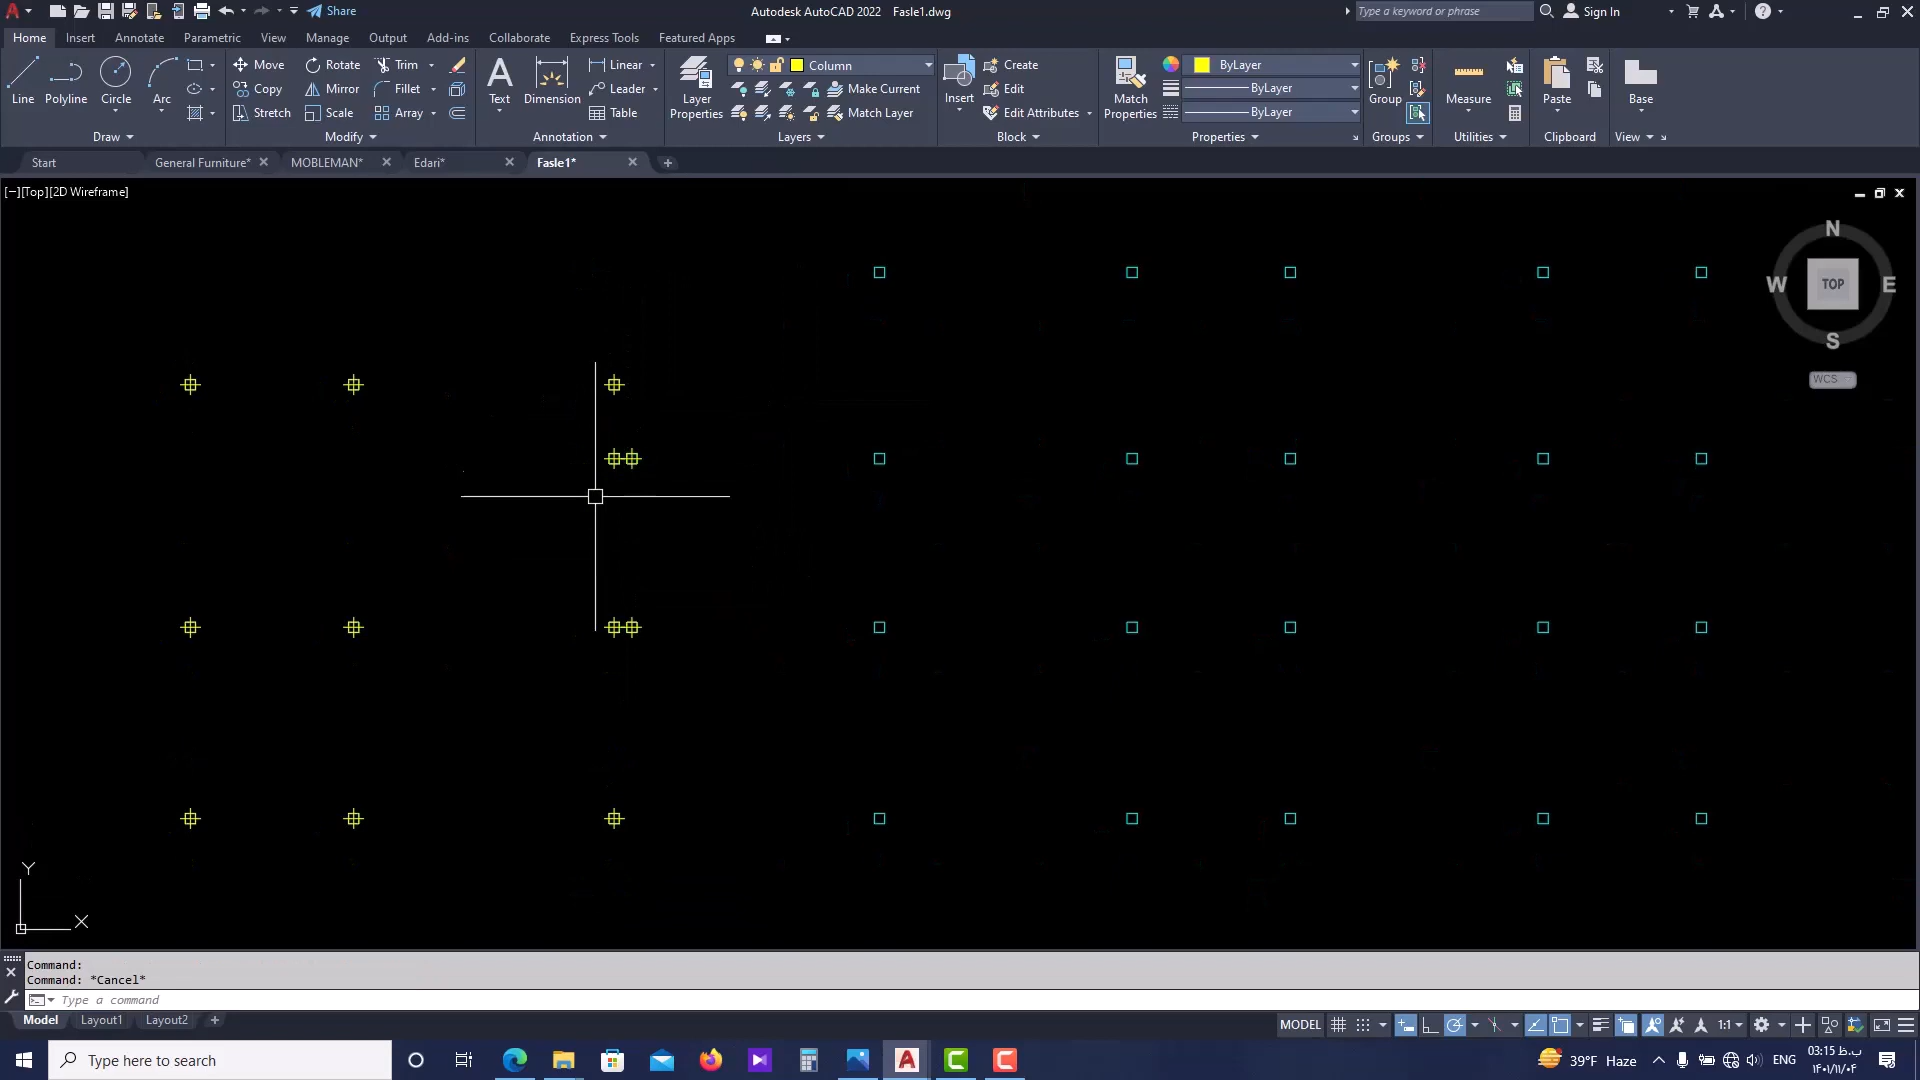 Share
Autodesk AutoCAD 2022 Fasle1.dwg
Type a keyword or phrase
Sign In
Home Insert Annotate Parametric View Manage Output Add-ins Collaborate Express Tools Featured Apps
Line Polyline Circle Arc
Move Rotate Trim
Copy Mirror Fillet
Stretch Scale Array
Text Dimension
Linear
Leader
Table
Layer Properties
Column
Make Current
Match Layer
Insert
Create
Edit
Edit Attributes
Match Properties
ByLayer
ByLayer
ByLayer
Group
Measure
Paste
Base
Draw Modify Annotation Layers Block Properties Groups Utilities Clipboard View
Start General Furniture* MOBLEMAN* Edari* Fasle1*
[−][Top][2D Wireframe]
N
W TOP E
S
WCS
Y
X
Command:
Command: *Cancel*
Type a command
Model Layout1 Layout2
MODEL 1:1
Type here to search
39°F Haze
ENG
03:15 ب.ظ
۱۴۰۱/۱۱/۰۴